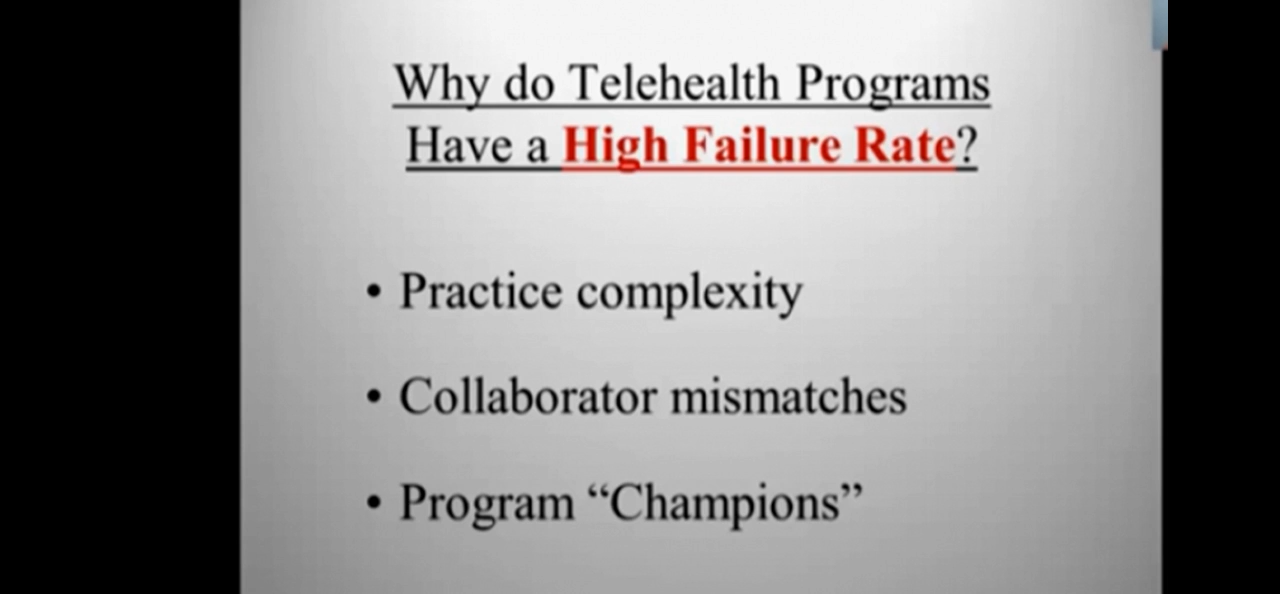 Why do Telehealth Programs
Have a High Failure Rate?
• Practice complexity
• Collaborator mismatches
• Program “Champions”